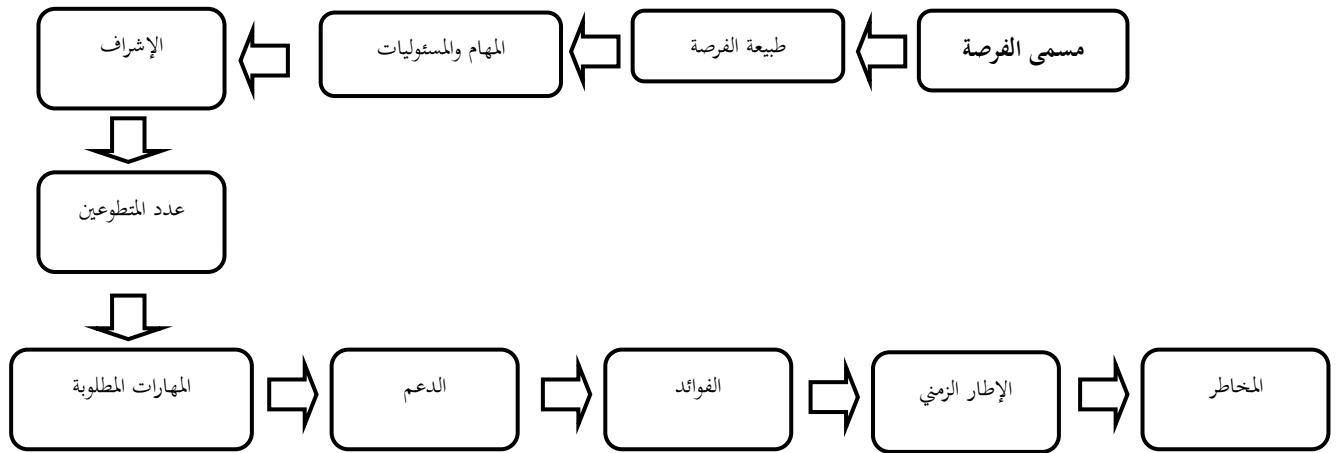 مسمى الفرصة
طبيعة الفرصة
المهام والمسئوليات
الإشراف
عدد المتطوعين
المهارات المطلوبة
الدعم
الفوائد
الإطار الزمني
المخاطر